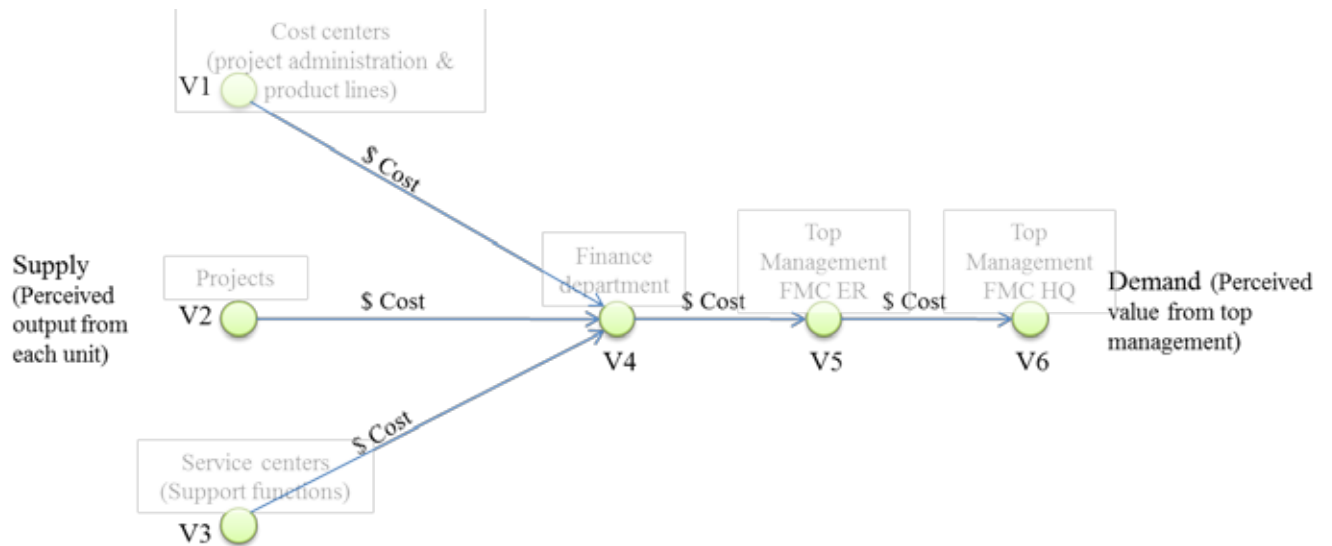 Cost centers
(project administration &
product lines)
V1
$ Cost
Supply
(Perceived
output from
each unit)
Projects
V2
$ Cost
Finance
department
V4
$ Cost
Top
Management
FMC ER
V5
$ Cost
Top
Management
FMC HQ
V6
Demand (Perceived
value from top
management)
$ Cost
Service centers
(Support functions)
V3